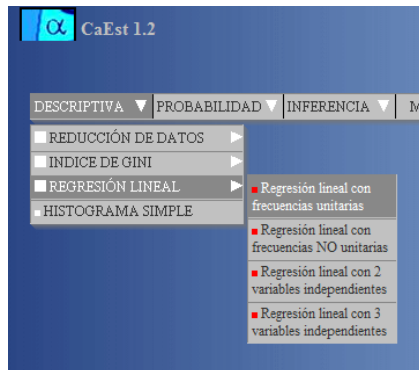 α CaEst 1.2
DESCRIPTIVA PROBABILIDAD INFERENCIA M
REDUCCIÓN DE DATOS
INDICE DE GINI
REGRESIÓN LINEAL
HISTOGRAMA SIMPLE
Regresión lineal con
frecuencias unitarias
Regresión lineal con
frecuencias NO unitarias
Regresión lineal con 2
variables independientes
Regresión lineal con 3
variables independientes